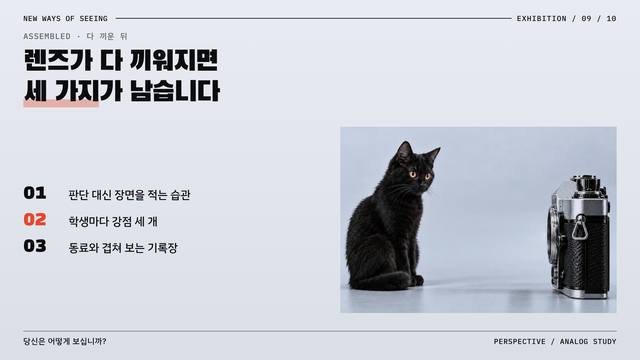 NEW WAYS OF SEEING
EXHIBITION / 09 / 10
ASSEMBLED · 다 끼운 뒤
렌즈가 다 끼워지면
세 가지가 남습니다
01 판단 대신 장면을 적는 습관
02 학생마다 강점 세 개
03 동료와 겹쳐 보는 기록장
당신은 어떻게 보십니까?
PERSPECTIVE / ANALOG STUDY